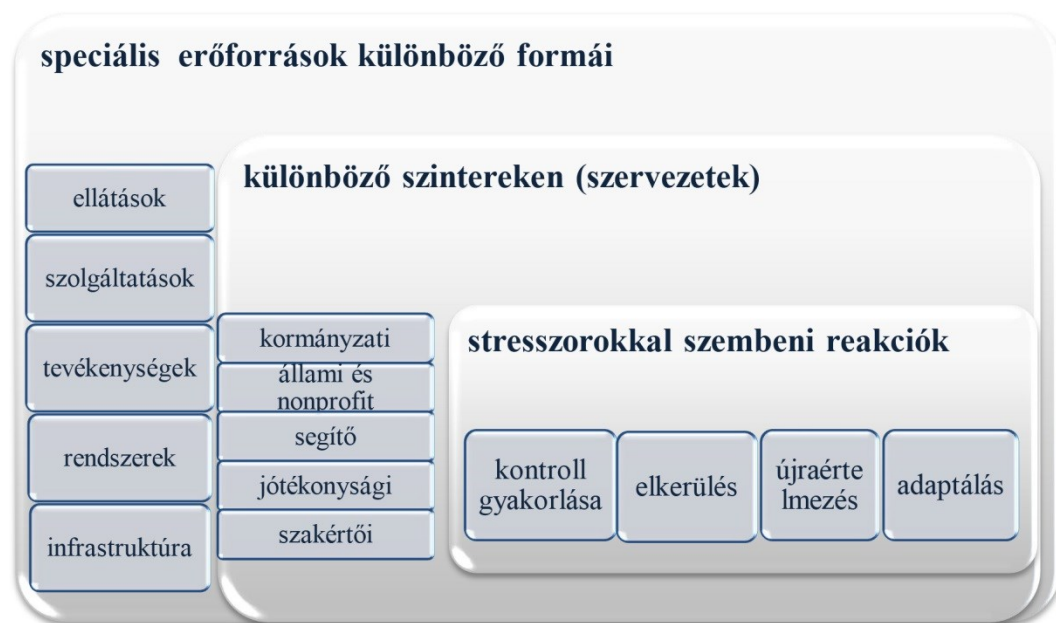 speciális erőforrások különböző formái
ellátások
szolgáltatások
tevékenységek
rendszerek
infrastruktúra
különböző szintereken (szervezetek)
kormányzati
állami és
nonprofit
segítő
jótékonysági
szakértői
stresszorokkal szembeni reakciók
kontroll
gyakorlása
elkerülés
újraérte
lmezés
adaptálás